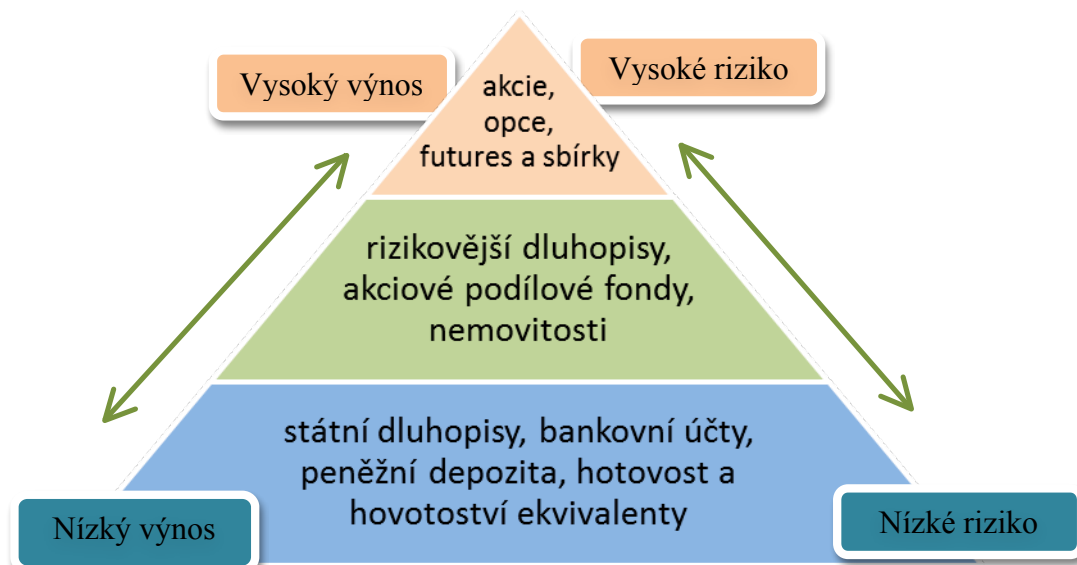 Vysoký výnos
Vysoké riziko
akcie,
opce,
futures a sbírky
rizikovější dluhopisy,
akciové podílové fondy,
nemovitosti
státní dluhopisy, bankovní účty,
peněžní depozita, hotovost a
hovotoství ekvivalenty
Nízký výnos
Nízké riziko